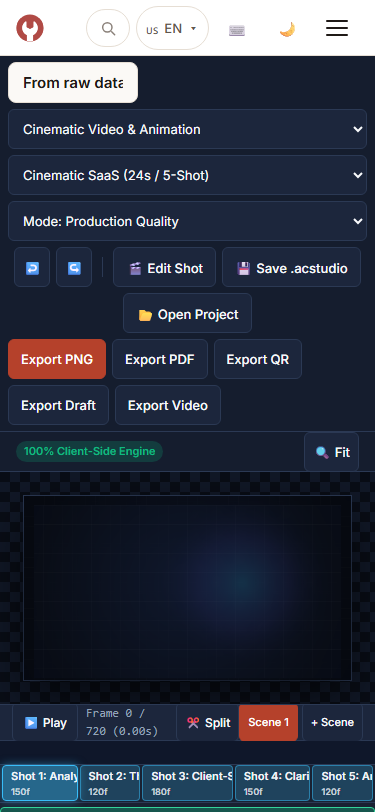 US EN
From raw data
Cinematic Video & Animation
Cinematic SaaS (24s / 5-Shot)
Mode: Production Quality
Edit Shot
Save .acstudio
Open Project
Export PNG
Export PDF
Export QR
Export Draft
Export Video
100% Client-Side Engine
Fit
Play
Frame 0 /
720 (0.00s)
Split
Scene 1
+ Scene
Shot 1: Analy
150f
Shot 2: Th
120f
Shot 3: Client-S
180f
Shot 4: Clari
150f
Shot 5: A
120f